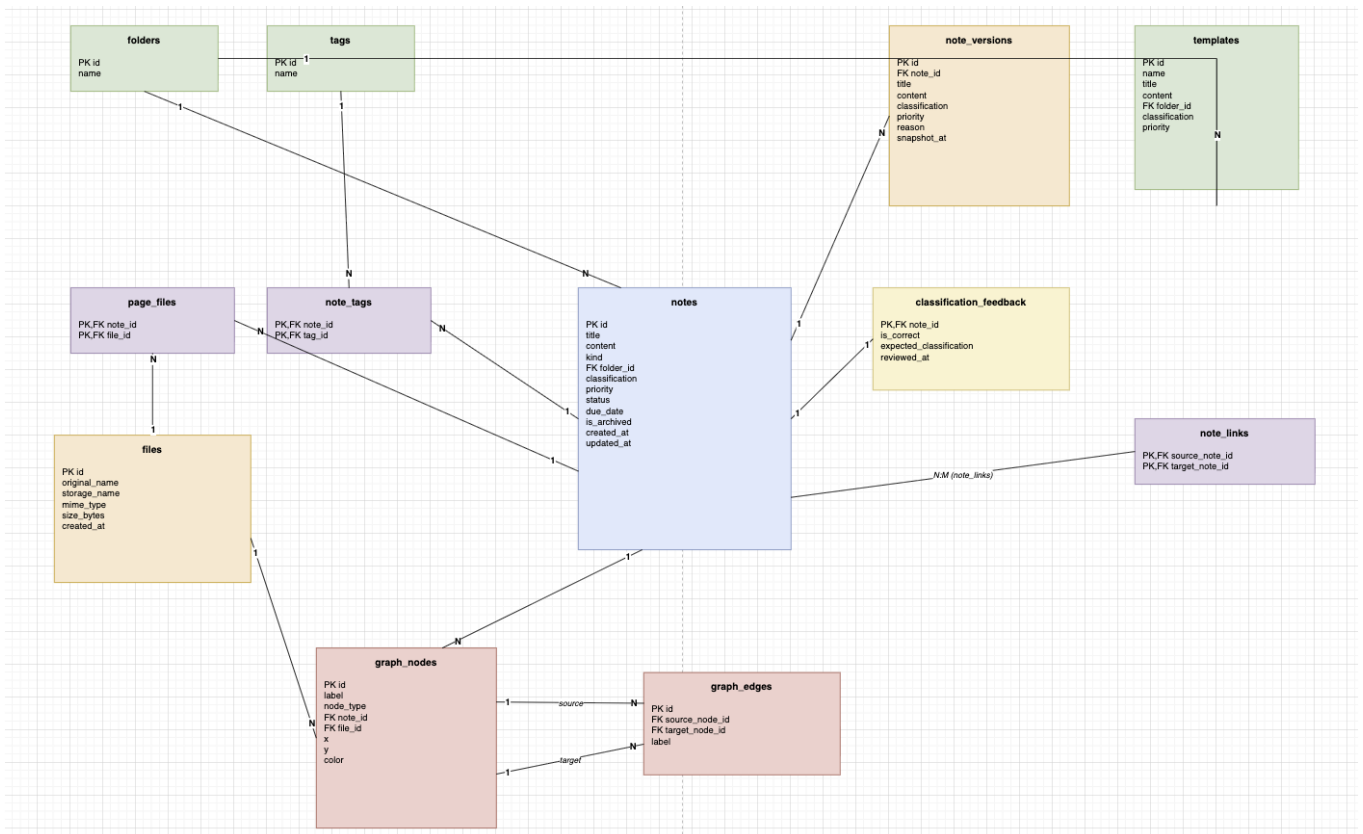 folders
PK id
name
tags
PK id
name
note_versions
PK id
FK note_id
title
content
classification
priority
reason
snapshot_at
templates
PK id
name
title
content
FK folder_id
classification
priority
1
N
1
1
N
N
N
1
page_files
PK,FK note_id
PK,FK file_id
note_tags
PK,FK note_id
PK,FK tag_id
notes
PK id
title
content
kind
FK folder_id
classification
priority
status
due_date
is_archived
created_at
updated_at
classification_feedback
PK,FK note_id
is_correct
expected_classification
reviewed_at
N
N
1
1
1
1
N
1
files
PK id
original_name
storage_name
mime_type
size_bytes
created_at
note_links
PK,FK source_note_id
PK,FK target_note_id
N:M (note_links)
1
N
1
N
graph_nodes
PK id
label
node_type
FK note_id
FK file_id
x
y
color
1
source
N
1
target
N
graph_edges
PK id
FK source_node_id
FK target_node_id
label